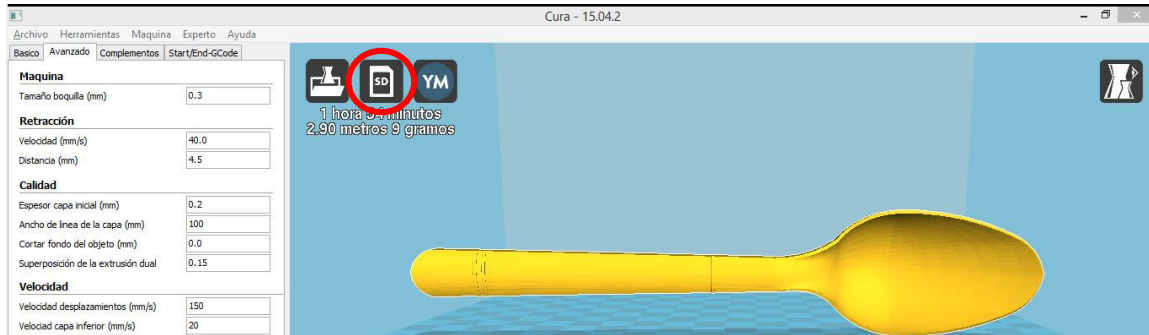 Cura - 15.04.2
Archivo Herramientas Maquina Experto Ayuda
Basico Avanzado Complementos Start/End-GCode
Maquina
Tamaño boquilla (mm) 0.3
Retracción
Velocidad (mm/s) 40.0
Distancia (mm) 4.5
Calidad
Espesor capa inicial (mm) 0.2
Ancho de linea de la capa (mm) 100
Cortar fondo del objeto (mm) 0.0
Superposición de la extrusión dual 0.15
Velocidad
Velocidad desplazamientos (mm/s) 150
Velociad capa inferior (mm/s) 20
SD YM
1 hora 54 minutos
2.90 metros 9 gramos